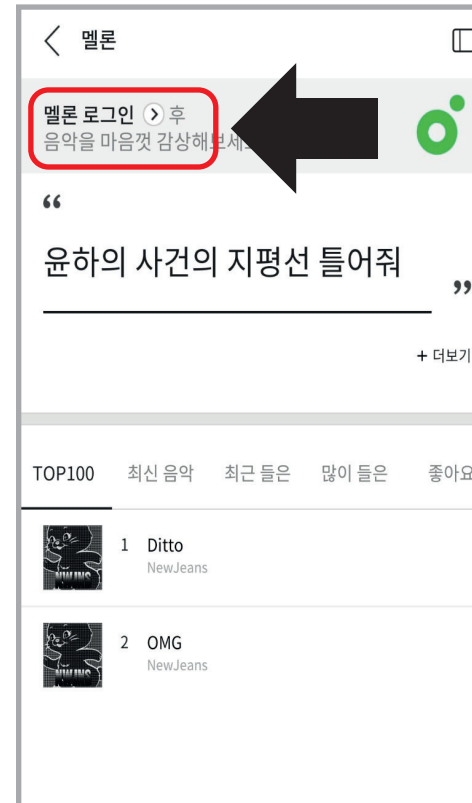 멜론
멜론 로그인 후
음악을 마음껏 감상해보세
“
윤하의 사건의 지평선 틀어줘
”
+ 더보기
TOP100 최신 음악 최근 들은 많이 들은 좋아요
1 Ditto
NewJeans
2 OMG
NewJeans